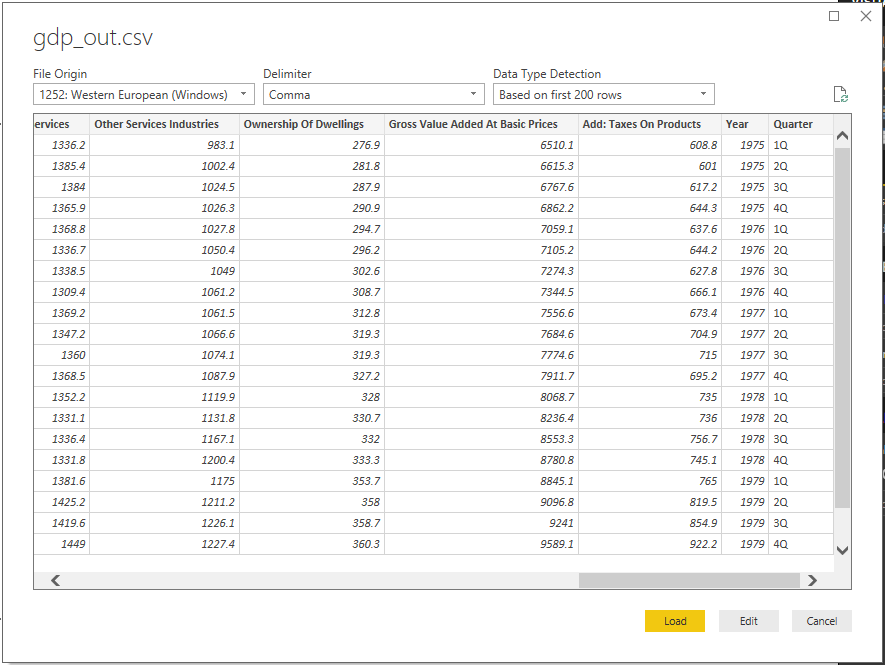 gdp_out.csv
File Origin Delimiter Data Type Detection
1252: Western European (Windows) Comma Based on first 200 rows
ervices Other Services Industries Ownership Of Dwellings Gross Value Added At Basic Prices Add: Taxes On Products Year Quarter
1336.2 983.1 276.9 6510.1 608.8 1975 1Q
1385.4 1002.4 281.8 6615.3 601 1975 2Q
1384 1024.5 287.9 6767.6 617.2 1975 3Q
1365.9 1026.3 290.9 6862.2 644.3 1975 4Q
1368.8 1027.8 294.7 7059.1 637.6 1976 1Q
1336.7 1050.4 296.2 7105.2 644.2 1976 2Q
1338.5 1049 302.6 7274.3 627.8 1976 3Q
1309.4 1061.2 308.7 7344.5 666.1 1976 4Q
1369.2 1061.5 312.8 7556.6 673.4 1977 1Q
1347.2 1066.6 319.3 7684.6 704.9 1977 2Q
1360 1074.1 319.3 7774.6 715 1977 3Q
1368.5 1087.9 327.2 7911.7 695.2 1977 4Q
1352.2 1119.9 328 8068.7 735 1978 1Q
1331.1 1131.8 330.7 8236.4 736 1978 2Q
1336.4 1167.1 332 8553.3 756.7 1978 3Q
1331.8 1200.4 333.3 8780.8 745.1 1978 4Q
1381.6 1175 353.7 8845.1 765 1979 1Q
1425.2 1211.2 358 9096.8 819.5 1979 2Q
1419.6 1226.1 358.7 9241 854.9 1979 3Q
1449 1227.4 360.3 9589.1 922.2 1979 4Q
Load Edit Cancel